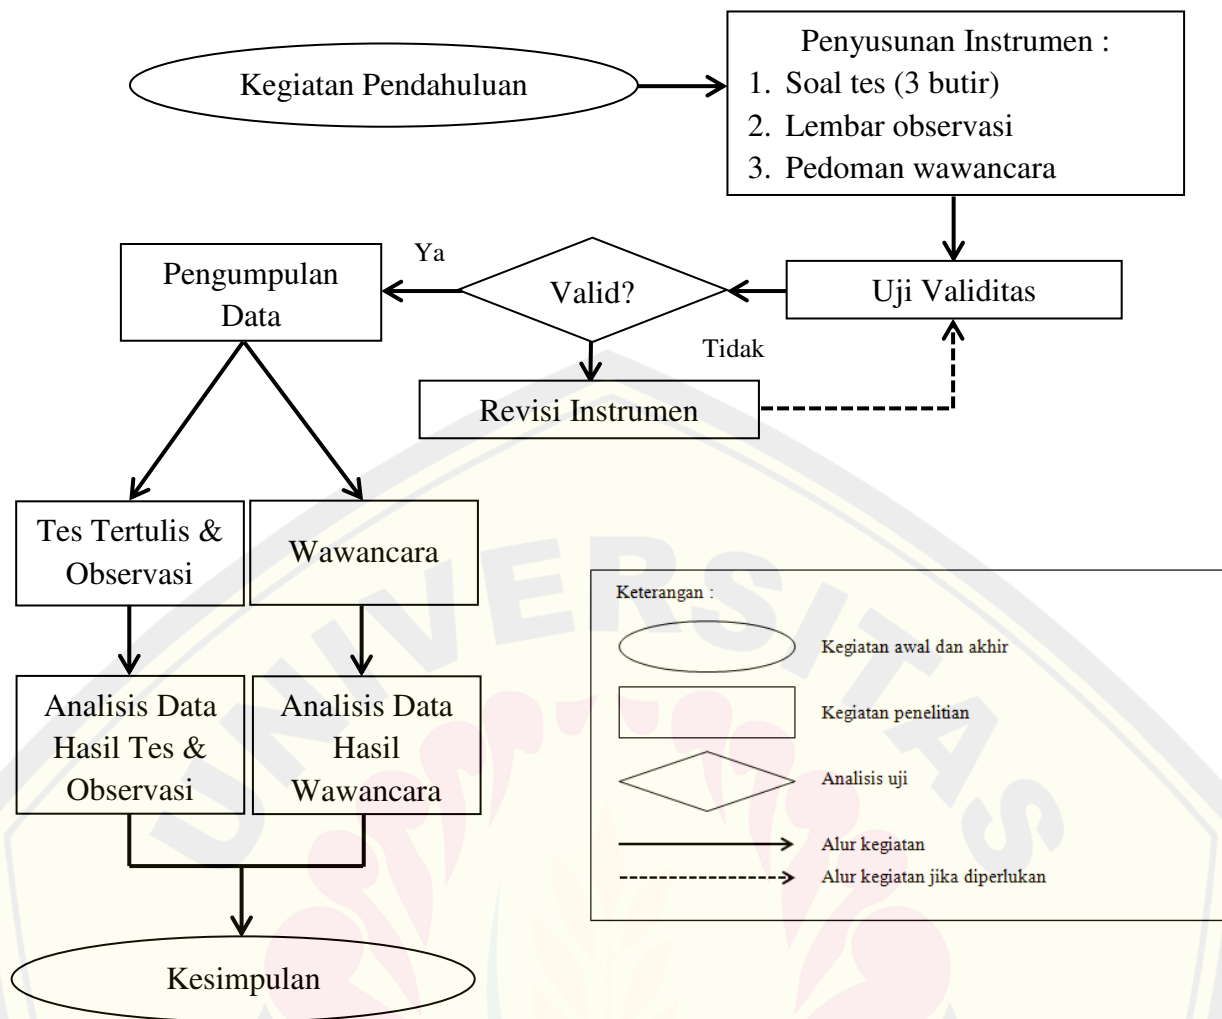 Kegiatan Pendahuluan
Penyusunan Instrumen :
1. Soal tes (3 butir)
2. Lembar observasi
3. Pedoman wawancara
Uji Validitas
Valid?
Ya
Tidak
Pengumpulan
Data
Revisi Instrumen
Tes Tertulis &
Observasi
Wawancara
Analisis Data
Hasil Tes &
Observasi
Analisis Data
Hasil
Wawancara
Kesimpulan
Keterangan :
Kegiatan awal dan akhir
Kegiatan penelitian
Analisis uji
Alur kegiatan
Alur kegiatan jika diperlukan
UNIVERSITAS